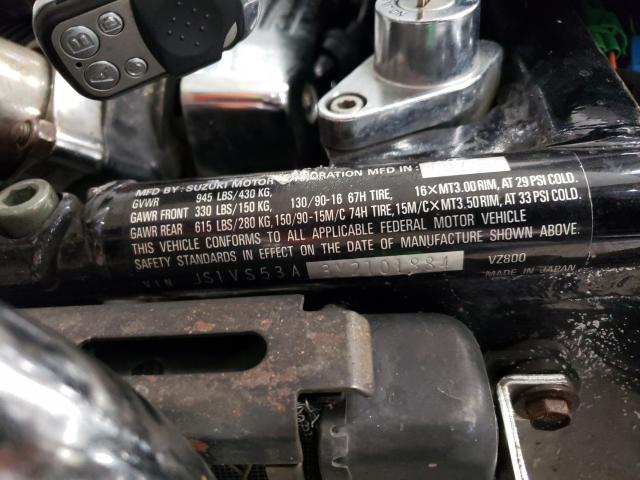 MFD BY: SUZUKI MOTOR CORPORATION MFD IN:
GVWR 945 LBS/430 KG,
GAWR FRONT 330 LBS/150 KG, 130/90-16 67H TIRE, 16×MT3.00 RIM, AT 29 PSI COLD.
GAWR REAR 615 LBS/280 KG, 150/90-15M/C 74H TIRE, 15M/C×MT3.50 RIM, AT 33 PSI COLD.
THIS VEHICLE CONFORMS TO ALL APPLICABLE FEDERAL MOTOR VEHICLE
SAFETY STANDARDS IN EFFECT ON THE DATE OF MANUFACTURE SHOWN ABOVE.
VIN JS1VS53A 3Y2101884 VZ800
MADE IN JAPAN